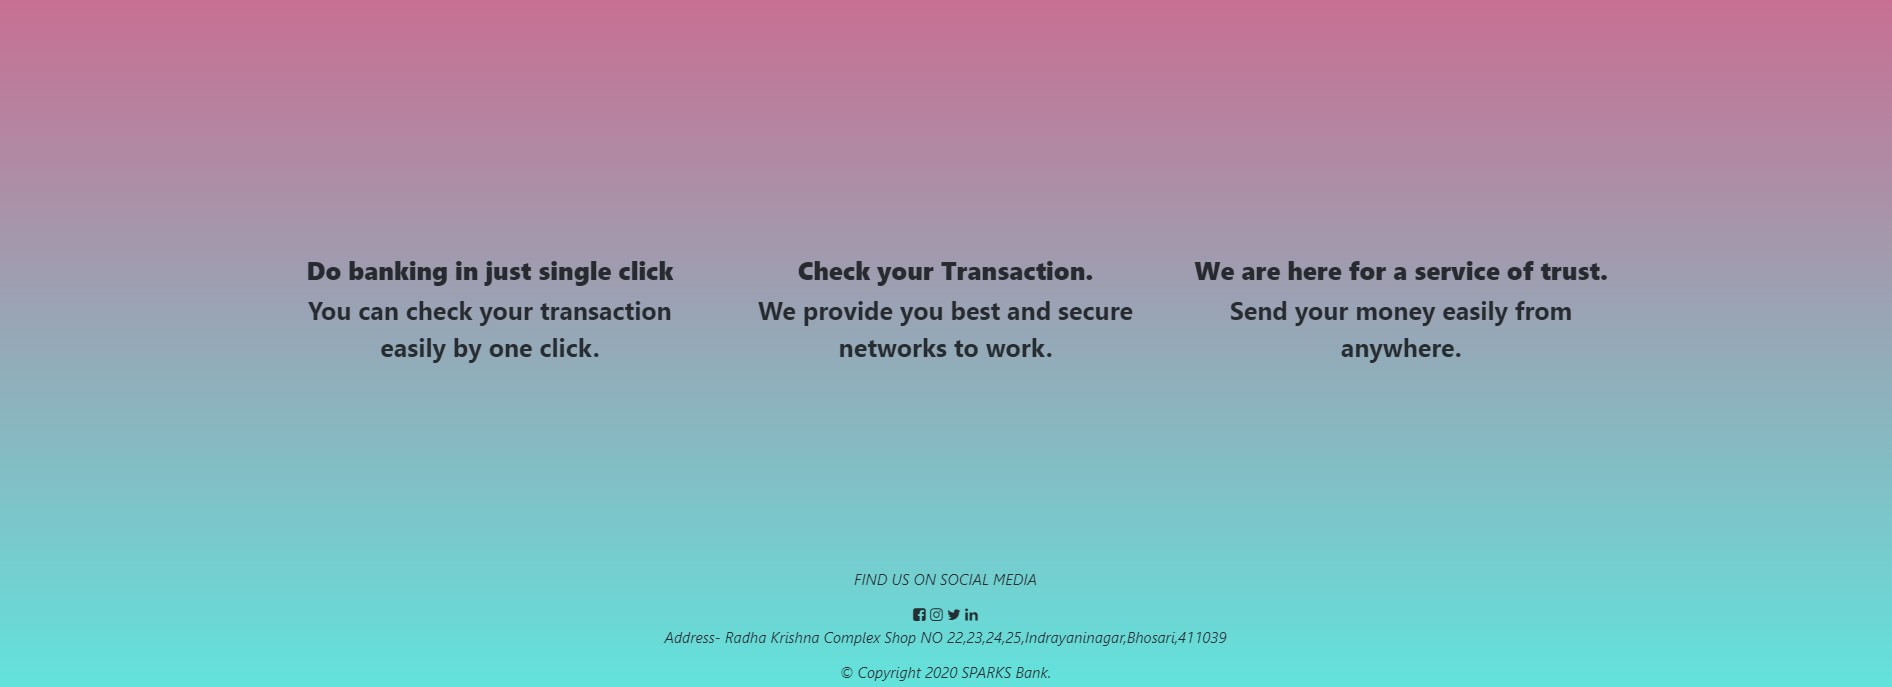 Do banking in just single click
You can check your transaction
easily by one click.
Check your Transaction.
We provide you best and secure
networks to work.
We are here for a service of trust.
Send your money easily from
anywhere.
FIND US ON SOCIAL MEDIA
Address- Radha Krishna Complex Shop NO 22,23,24,25,Indrayaninagar,Bhosari,411039
© Copyright 2020 SPARKS Bank.